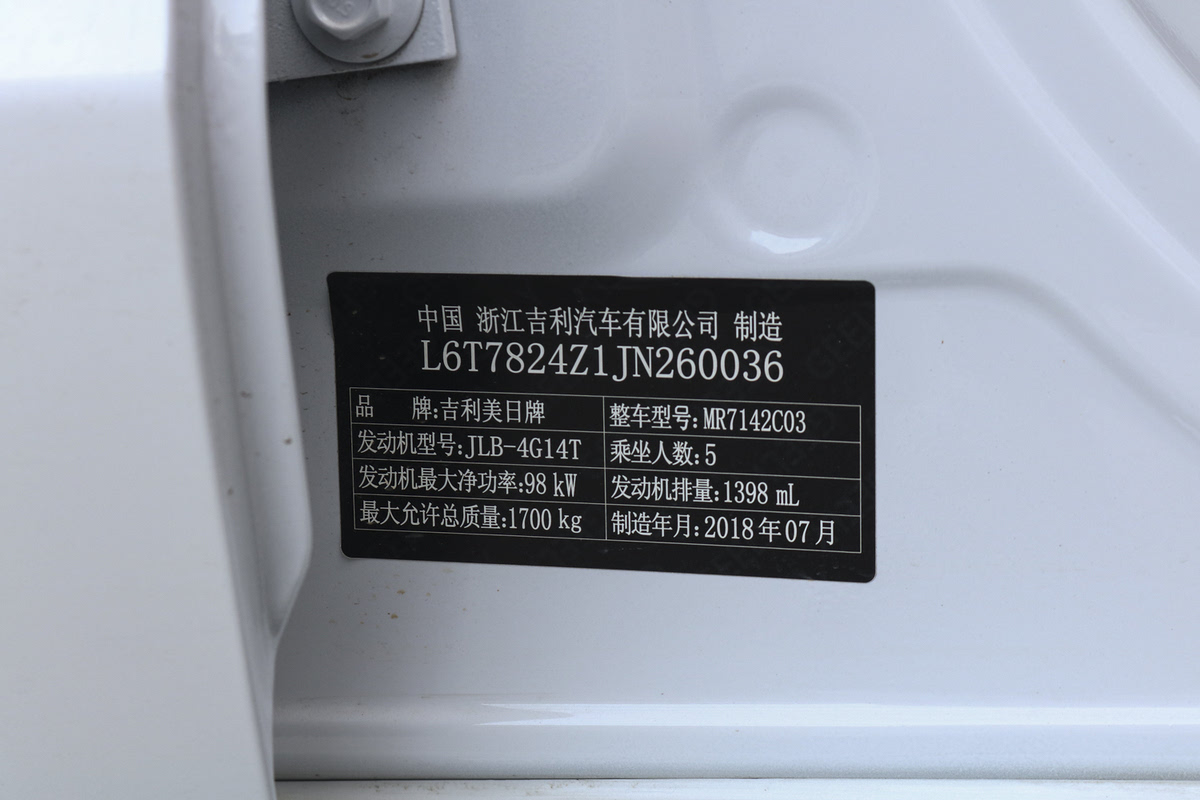 中国 浙江吉利汽车有限公司 制造
L6T7824Z1JN260036
品 牌:吉利美日牌 整车型号:MR7142C03
发动机型号:JLB-4G14T 乘坐人数:5
发动机最大净功率:98 kW 发动机排量:1398 mL
最大允许总质量:1700 kg 制造年月:2018年07月